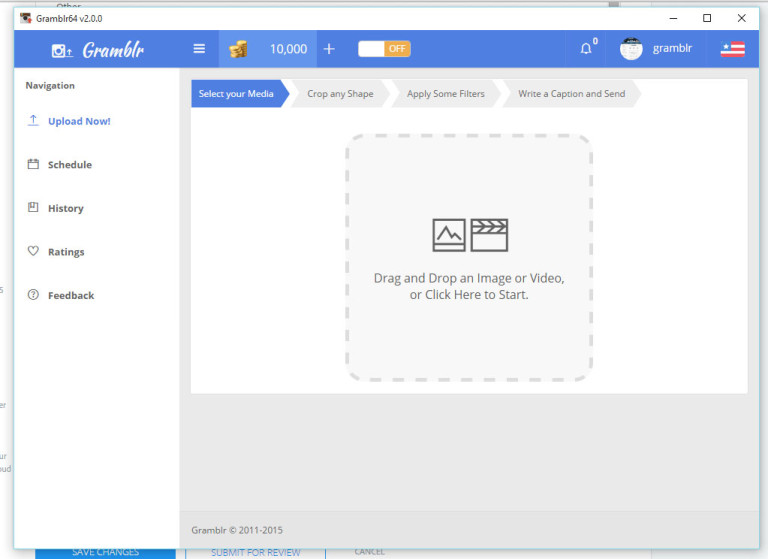 Other
Gramblr64 v2.0.0
Gramblr
10,000
OFF
0
gramblr
Navigation
Upload Now!
Schedule
History
Ratings
Feedback
Select your Media
Crop any Shape
Apply Some Filters
Write a Caption and Send
Drag and Drop an Image or Video,
or Click Here to Start.
Gramblr © 2011-2015
SAVE CHANGES
SUBMIT FOR REVIEW
CANCEL